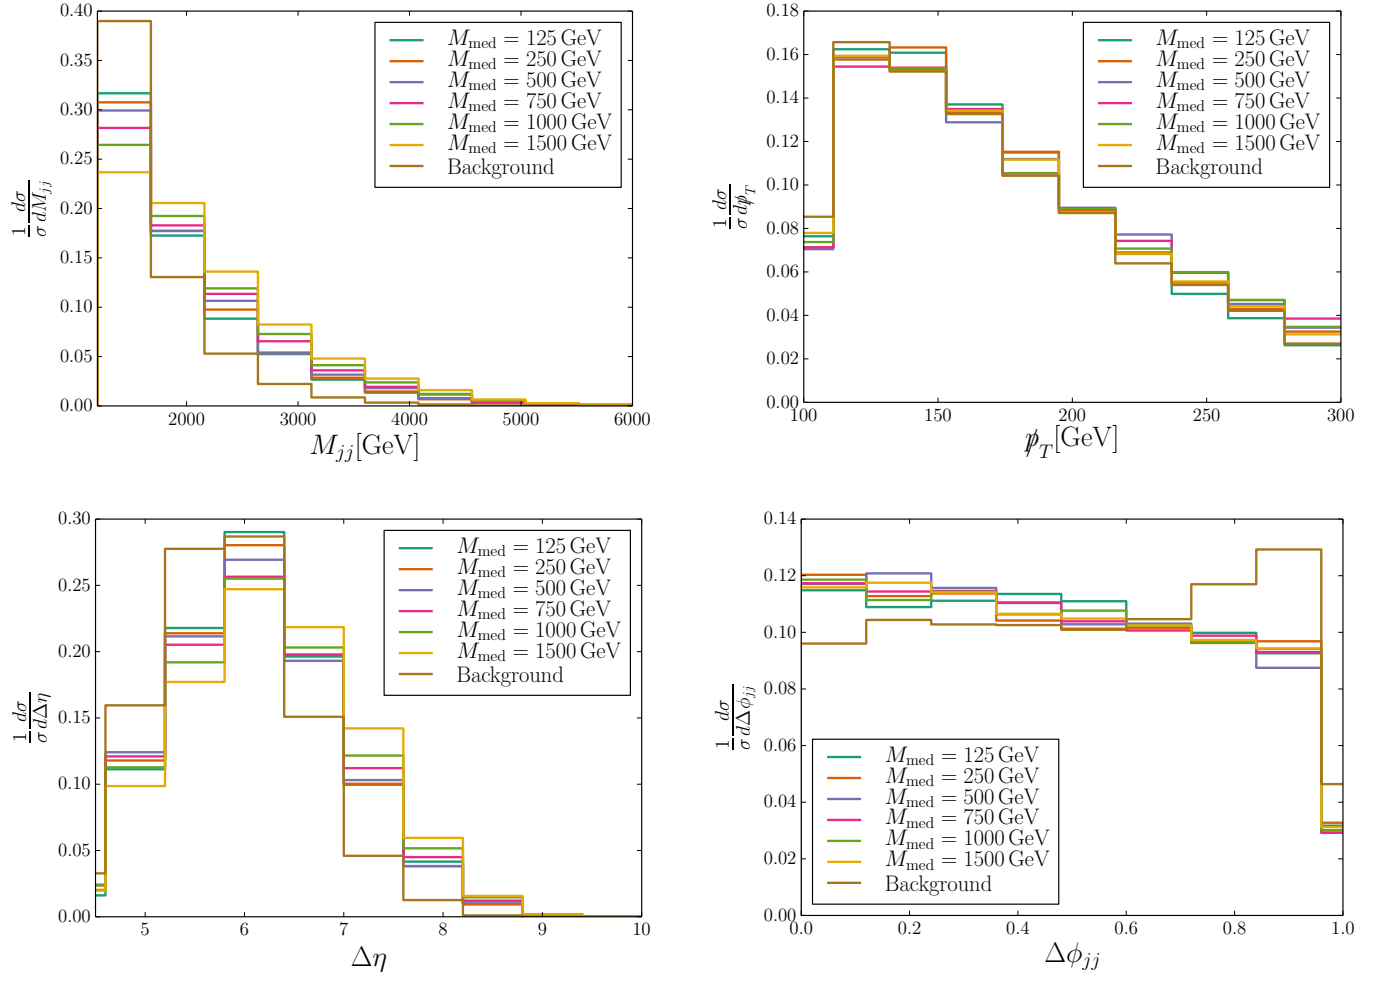 0.40
0.35
0.30
0.25
0.20
0.15
0.10
0.05
0.00
2000 3000 4000 5000 6000
M_jj[GeV]
1/σ dσ/dM_jj
M_med = 125 GeV
M_med = 250 GeV
M_med = 500 GeV
M_med = 750 GeV
M_med = 1000 GeV
M_med = 1500 GeV
Background
0.18
0.16
0.14
0.12
0.10
0.08
0.06
0.04
0.02
0.00
100 150 200 250 300
p̸_T[GeV]
1/σ dσ/dp̸_T
M_med = 125 GeV
M_med = 250 GeV
M_med = 500 GeV
M_med = 750 GeV
M_med = 1000 GeV
M_med = 1500 GeV
Background
0.30
0.25
0.20
0.15
0.10
0.05
0.00
5 6 7 8 9 10
Δη
1/σ dσ/dΔη
M_med = 125 GeV
M_med = 250 GeV
M_med = 500 GeV
M_med = 750 GeV
M_med = 1000 GeV
M_med = 1500 GeV
Background
0.14
0.12
0.10
0.08
0.06
0.04
0.02
0.00
0.0 0.2 0.4 0.6 0.8 1.0
Δϕ_jj
1/σ dσ/dΔϕ_jj
M_med = 125 GeV
M_med = 250 GeV
M_med = 500 GeV
M_med = 750 GeV
M_med = 1000 GeV
M_med = 1500 GeV
Background